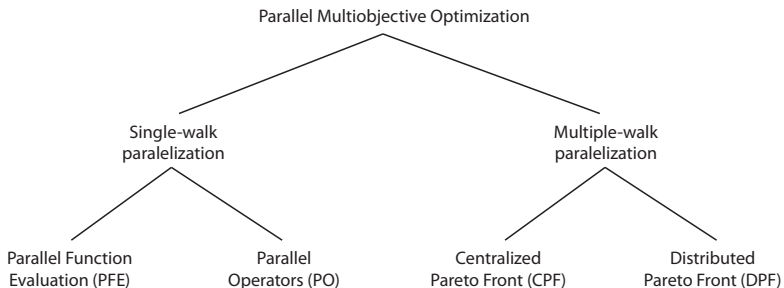 Parallel Multiobjective Optimization
Single-walk
paralelization
Multiple-walk
paralelization
Parallel Function
Evaluation (PFE)
Parallel
Operators (PO)
Centralized
Pareto Front (CPF)
Distributed
Pareto Front (DPF)